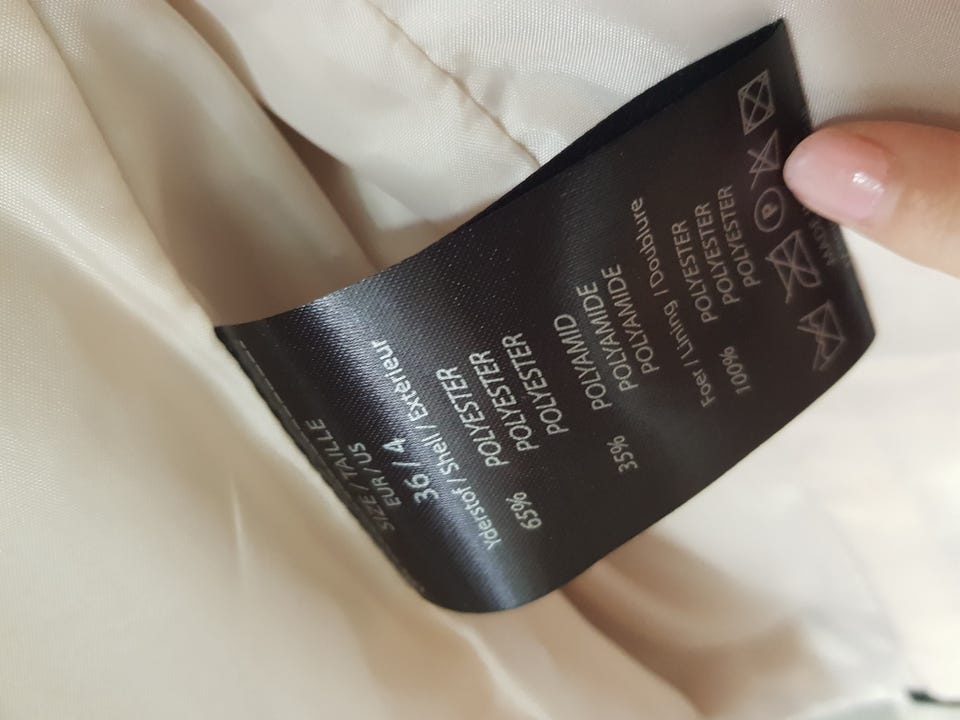 SIZE / TAILLE
EUR / US
36 / 4
Yderstof / Shell / Extérieur
65% POLYESTER
POLYESTER
POLYESTER
35% POLYAMID
POLYAMIDE
POLYAMIDE
Foer / Lining / Doublure
100% POLYESTER
POLYESTER
POLYESTER
P